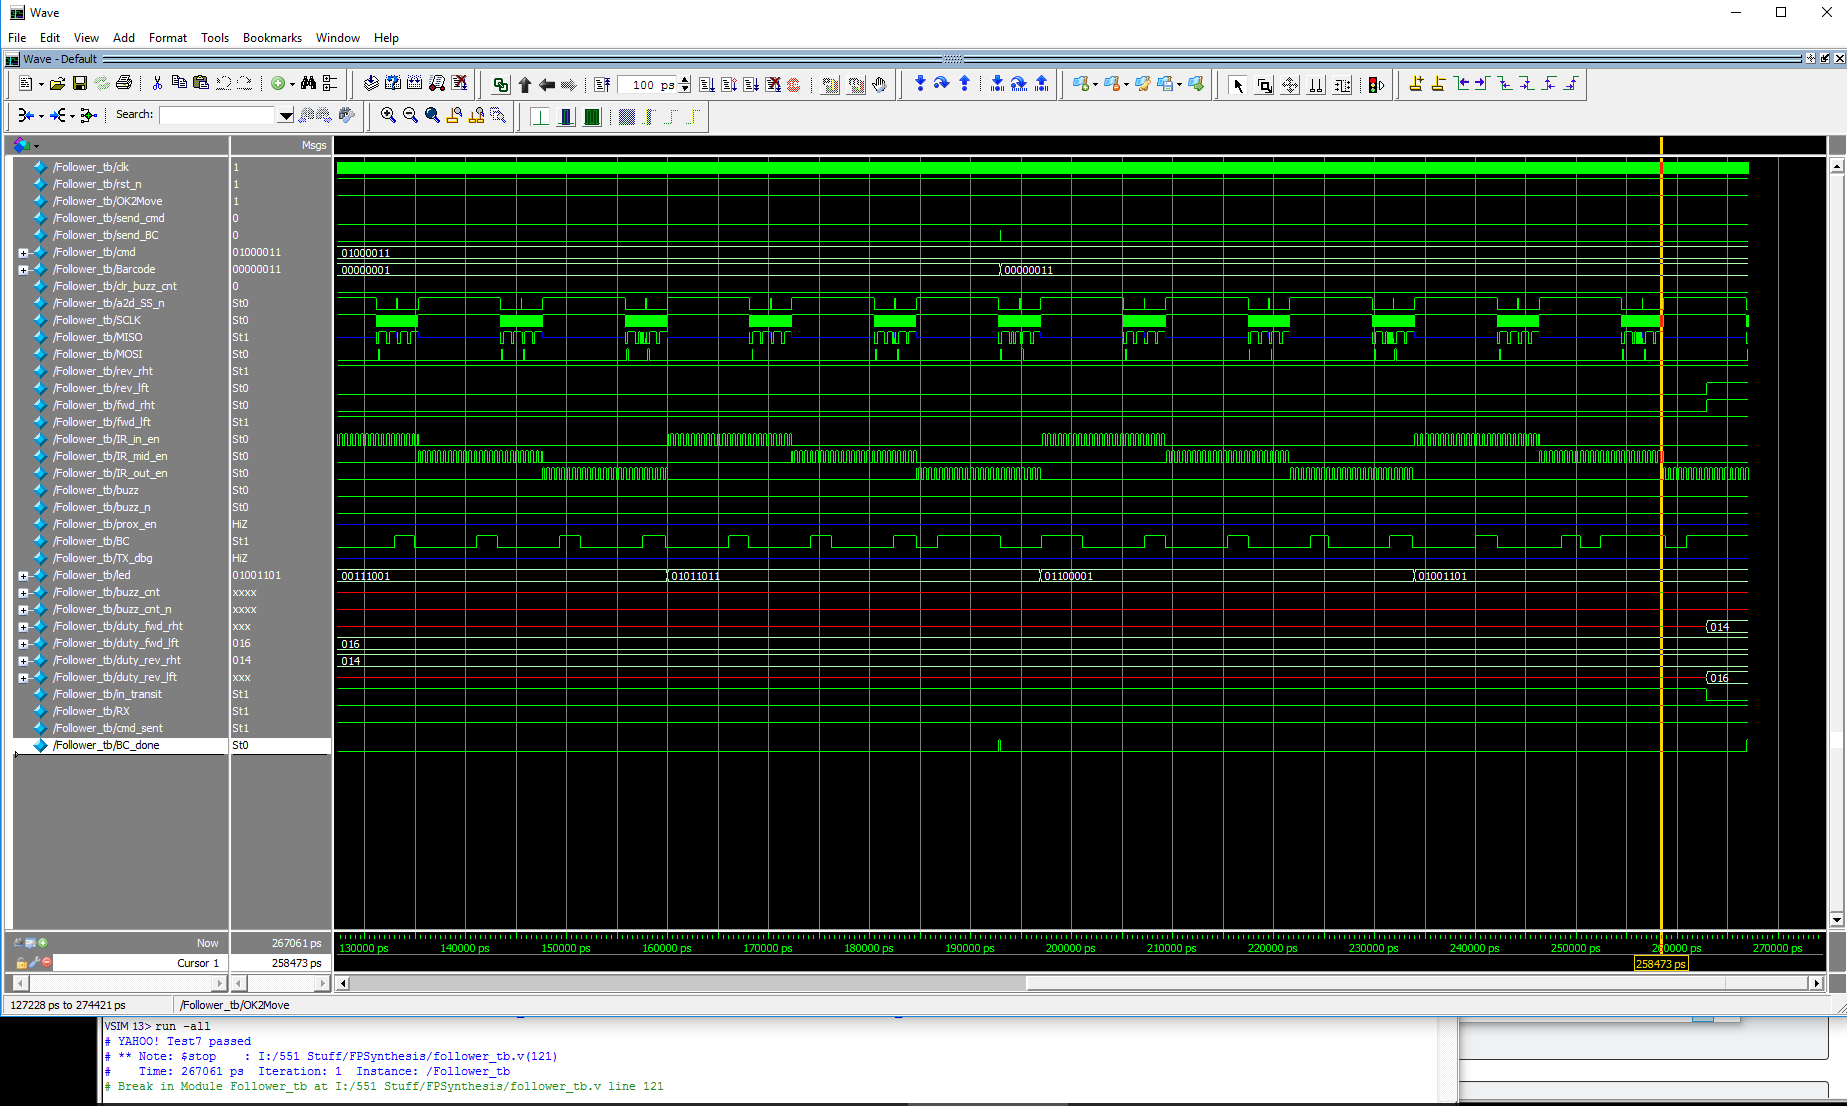 Wave
File Edit View Add Format Tools Bookmarks Window Help
Wave - Default
100 ps
Search:
Msgs
/Follower_tb/clk 1
/Follower_tb/rst_n 1
/Follower_tb/OK2Move 1
/Follower_tb/send_cmd 0
/Follower_tb/send_BC 0
/Follower_tb/cmd 01000011 01000011
/Follower_tb/Barcode 00000011 00000001 00000011
/Follower_tb/clr_buzz_cnt 0
/Follower_tb/a2d_SS_n St0
/Follower_tb/SCLK St0
/Follower_tb/MISO St1
/Follower_tb/MOSI St0
/Follower_tb/rev_rht St1
/Follower_tb/rev_lft St0
/Follower_tb/fwd_rht St0
/Follower_tb/fwd_lft St1
/Follower_tb/IR_in_en St0
/Follower_tb/IR_mid_en St0
/Follower_tb/IR_out_en St0
/Follower_tb/buzz St0
/Follower_tb/buzz_n St0
/Follower_tb/prox_en HiZ
/Follower_tb/BC St1
/Follower_tb/TX_dbg HiZ
/Follower_tb/led 01001101 00111001 01011011 01100001 01001101
/Follower_tb/buzz_cnt xxxx
/Follower_tb/buzz_cnt_n xxxx
/Follower_tb/duty_fwd_rht xxx 014
/Follower_tb/duty_fwd_lft 016 016
/Follower_tb/duty_rev_rht 014 014
/Follower_tb/duty_rev_lft xxx 016
/Follower_tb/in_transit St1
/Follower_tb/RX St1
/Follower_tb/cmd_sent St1
/Follower_tb/BC_done St0
Now 267061 ps 130000 ps 140000 ps 150000 ps 160000 ps 170000 ps 180000 ps 190000 ps 200000 ps 210000 ps 220000 ps 230000 ps 240000 ps 250000 ps 260000 ps 270000 ps
Cursor 1 258473 ps 258473 ps
127228 ps to 274421 ps /Follower_tb/OK2Move
VSIM 13> run -all
# YAHOO! Test7 passed
# ** Note: $stop : I:/551 Stuff/FPSynthesis/follower_tb.v(121)
# Time: 267061 ps Iteration: 1 Instance: /Follower_tb
# Break in Module Follower_tb at I:/551 Stuff/FPSynthesis/follower_tb.v line 121